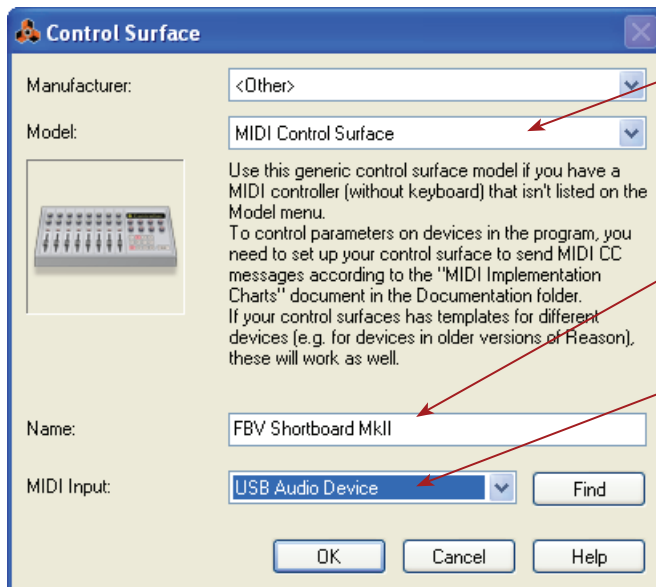 Control Surface
Manufacturer:
<Other>
Model:
MIDI Control Surface
Use this generic control surface model if you have a
MIDI controller (without keyboard) that isn't listed on the
Model menu.
To control parameters on devices in the program, you
need to set up your control surface to send MIDI CC
messages according to the "MIDI Implementation
Charts" document in the Documentation folder.
If your control surfaces has templates for different
devices (e.g. for devices in older versions of Reason),
these will work as well.
Name:
FBV Shortboard MkII
MIDI Input:
USB Audio Device
Find
OK
Cancel
Help